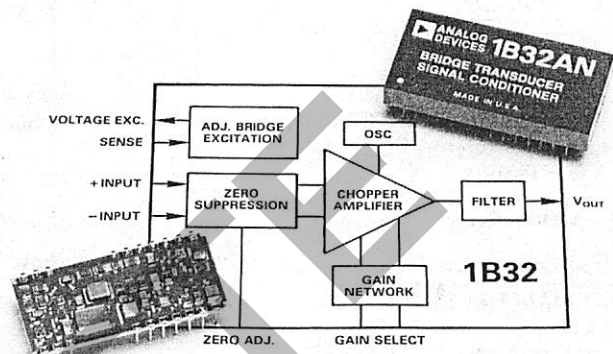 ANALOG
DEVICES
1B32AN
BRIDGE TRANSDUCER
SIGNAL CONDITIONER
MADE IN U.S.A.
VOLTAGE EXC.
SENSE
ADJ. BRIDGE
EXCITATION
OSC
+INPUT
−INPUT
ZERO
SUPPRESSION
CHOPPER
AMPLIFIER
FILTER
VOUT
GAIN
NETWORK
1B32
ZERO ADJ.
GAIN SELECT